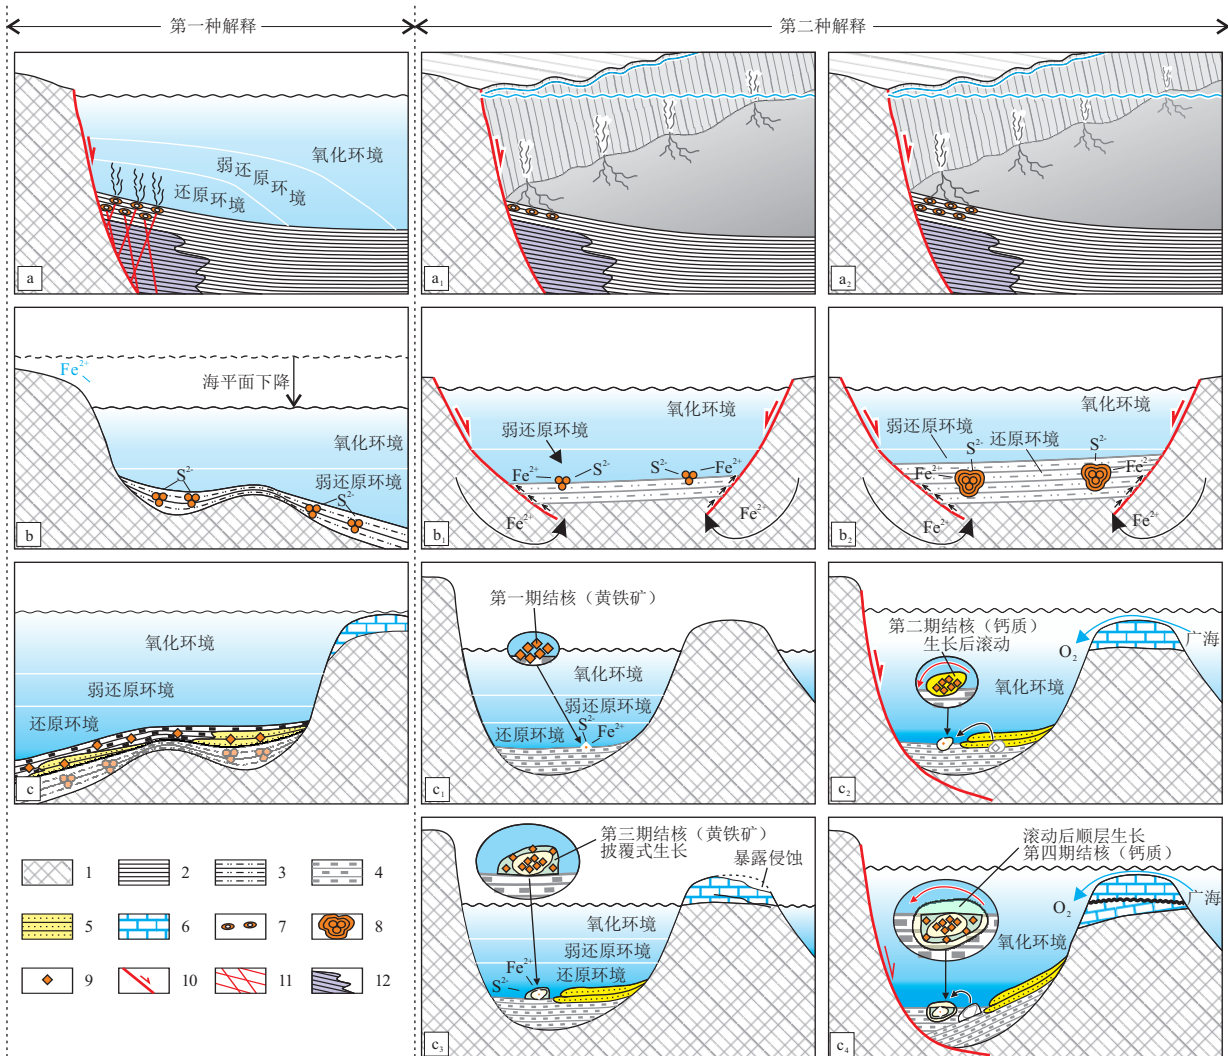 第一种解释
第二种解释
氧化环境
弱还原环境
还原环境
a
a₁
a₂
Fe²⁺
海平面下降
氧化环境
S²⁻
弱还原环境
S²⁻
b
氧化环境
弱还原环境
Fe²⁺
S²⁻
S²⁻
Fe²⁺
Fe²⁺
Fe²⁺
b₁
氧化环境
弱还原环境
还原环境
S²⁻
S²⁻
Fe²⁺
Fe²⁺
Fe²⁺
Fe²⁺
b₂
氧化环境
弱还原环境
还原环境
c
第一期结核（黄铁矿）
氧化环境
弱还原环境
还原环境
S²⁻
Fe²⁺
c₁
第二期结核（钙质）
生长后滚动
O₂
广海
氧化环境
c₂
第三期结核（黄铁矿）
披覆式生长
暴露侵蚀
氧化环境
弱还原环境
还原环境
Fe²⁺
S²⁻
c₃
滚动后顺层生长
第四期结核（钙质）
O₂
广海
氧化环境
c₄
1
2
3
4
5
6
7
8
9
10
11
12